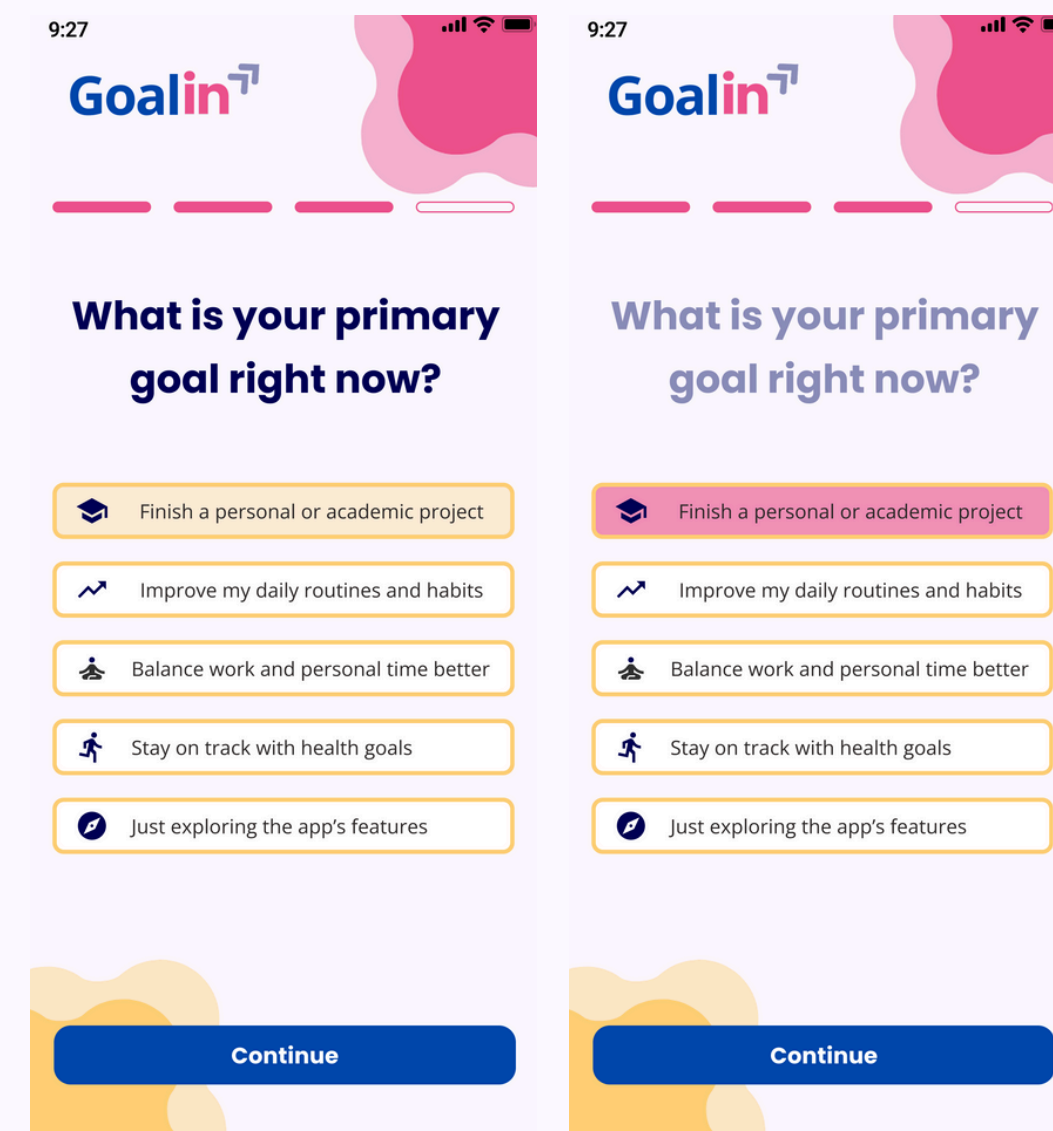 9:27
Goalin
What is your primary
goal right now?
Finish a personal or academic project
Improve my daily routines and habits
Balance work and personal time better
Stay on track with health goals
Just exploring the app’s features
Continue
9:27
Goalin
What is your primary
goal right now?
Finish a personal or academic project
Improve my daily routines and habits
Balance work and personal time better
Stay on track with health goals
Just exploring the app’s features
Continue